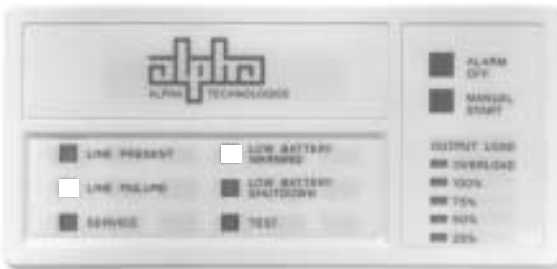 alpha
ALPHA TECHNOLOGIES
LINE PRESENT
LINE FAILURE
SERVICE
LOW BATTERY
WARNING
LOW BATTERY
SHUTDOWN
TEST
ALARM
OFF
MANUAL
START
OUTPUT LOAD
OVERLOAD
100%
75%
50%
25%